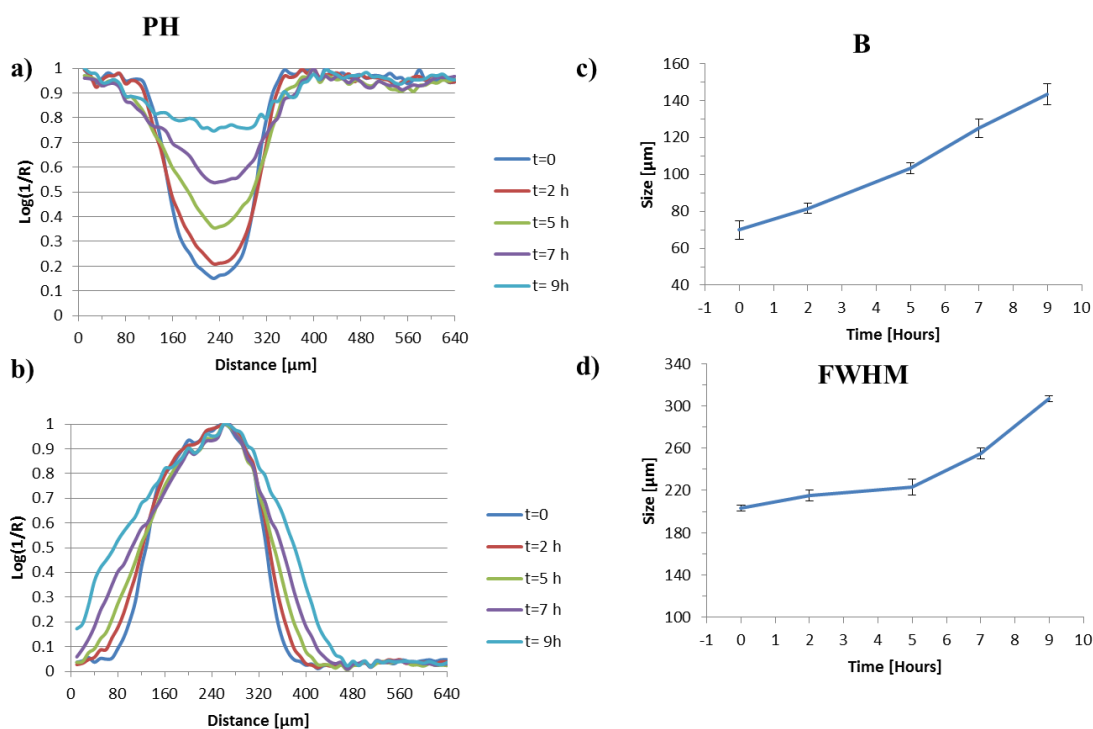 PH
a)
1
0.9
0.8
0.7
0.6
0.5
0.4
0.3
0.2
0.1
0
Log(1/R)
0 80 160 240 320 400 480 560 640
Distance [µm]
t=0
t=2 h
t=5 h
t=7 h
t= 9h
B
c)
160
140
120
100
80
60
40
Size [µm]
-1 0 1 2 3 4 5 6 7 8 9 10
Time [Hours]
b)
1
0.9
0.8
0.7
0.6
0.5
0.4
0.3
0.2
0.1
0
Log(1/R)
0 80 160 240 320 400 480 560 640
Distance [µm]
t=0
t=2 h
t=5 h
t=7 h
t= 9h
d)
FWHM
340
300
260
220
180
140
100
Size [µm]
-1 0 1 2 3 4 5 6 7 8 9 10
Time [Hours]